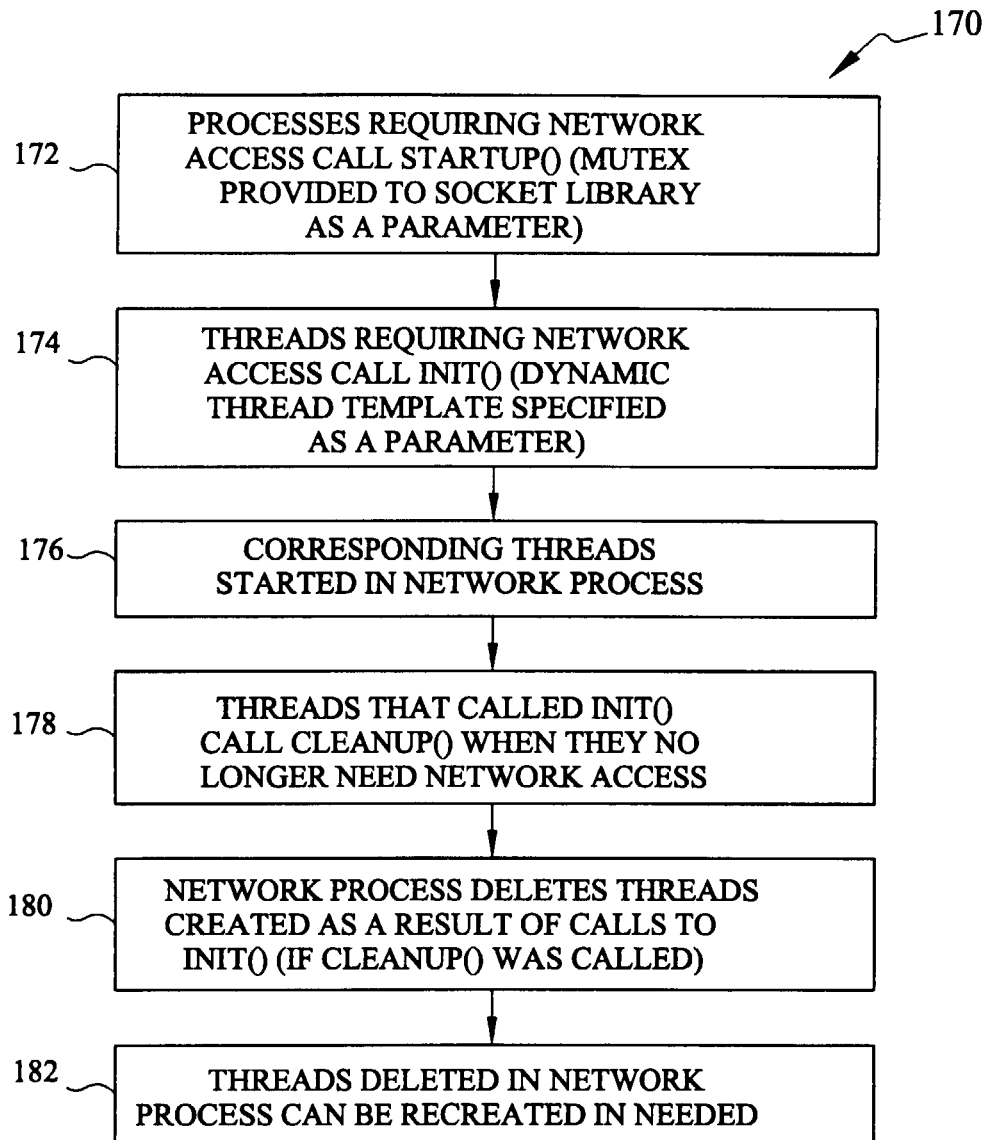 170
172
PROCESSES REQUIRING NETWORK
ACCESS CALL STARTUP() (MUTEX
PROVIDED TO SOCKET LIBRARY
AS A PARAMETER)
174
THREADS REQUIRING NETWORK
ACCESS CALL INIT() (DYNAMIC
THREAD TEMPLATE SPECIFIED
AS A PARAMETER)
176
CORRESPONDING THREADS
STARTED IN NETWORK PROCESS
178
THREADS THAT CALLED INIT()
CALL CLEANUP() WHEN THEY NO
LONGER NEED NETWORK ACCESS
180
NETWORK PROCESS DELETES THREADS
CREATED AS A RESULT OF CALLS TO
INIT() (IF CLEANUP() WAS CALLED)
182
THREADS DELETED IN NETWORK
PROCESS CAN BE RECREATED IN NEEDED